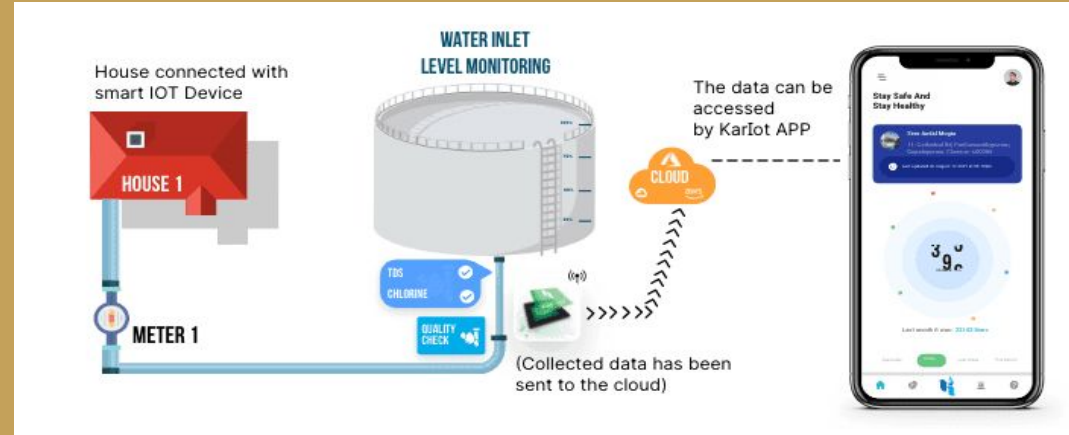 WATER INLET
LEVEL MONITORING
House connected with
smart IOT Device
HOUSE 1
METER 1
TDS
CHLORINE
QUALITY
CHECK
(Collected data has been
sent to the cloud)
CLOUD
The data can be
accessed
by KarIot APP
Stay Safe And
Stay Healthy